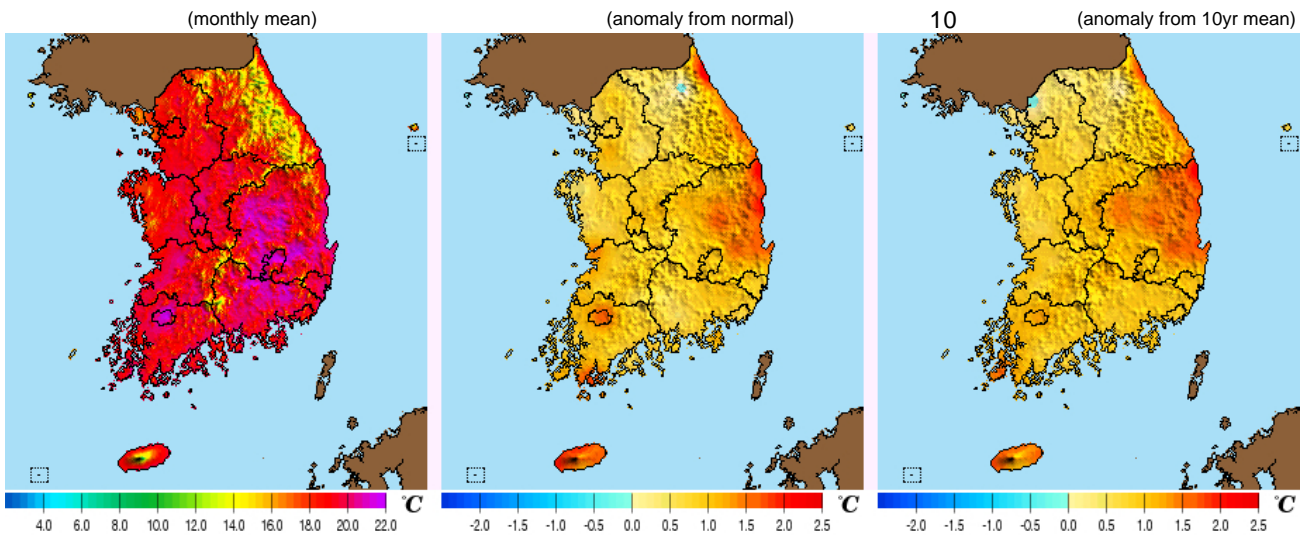 (monthly mean) (anomaly from normal) 10 (anomaly from 10yr mean)
4.0 6.0 8.0 10.0 12.0 14.0 16.0 18.0 20.0 22.0 °C
-2.0 -1.5 -1.0 -0.5 0.0 0.5 1.0 1.5 2.0 2.5 °C
-2.0 -1.5 -1.0 -0.5 0.0 0.5 1.0 1.5 2.0 2.5 °C